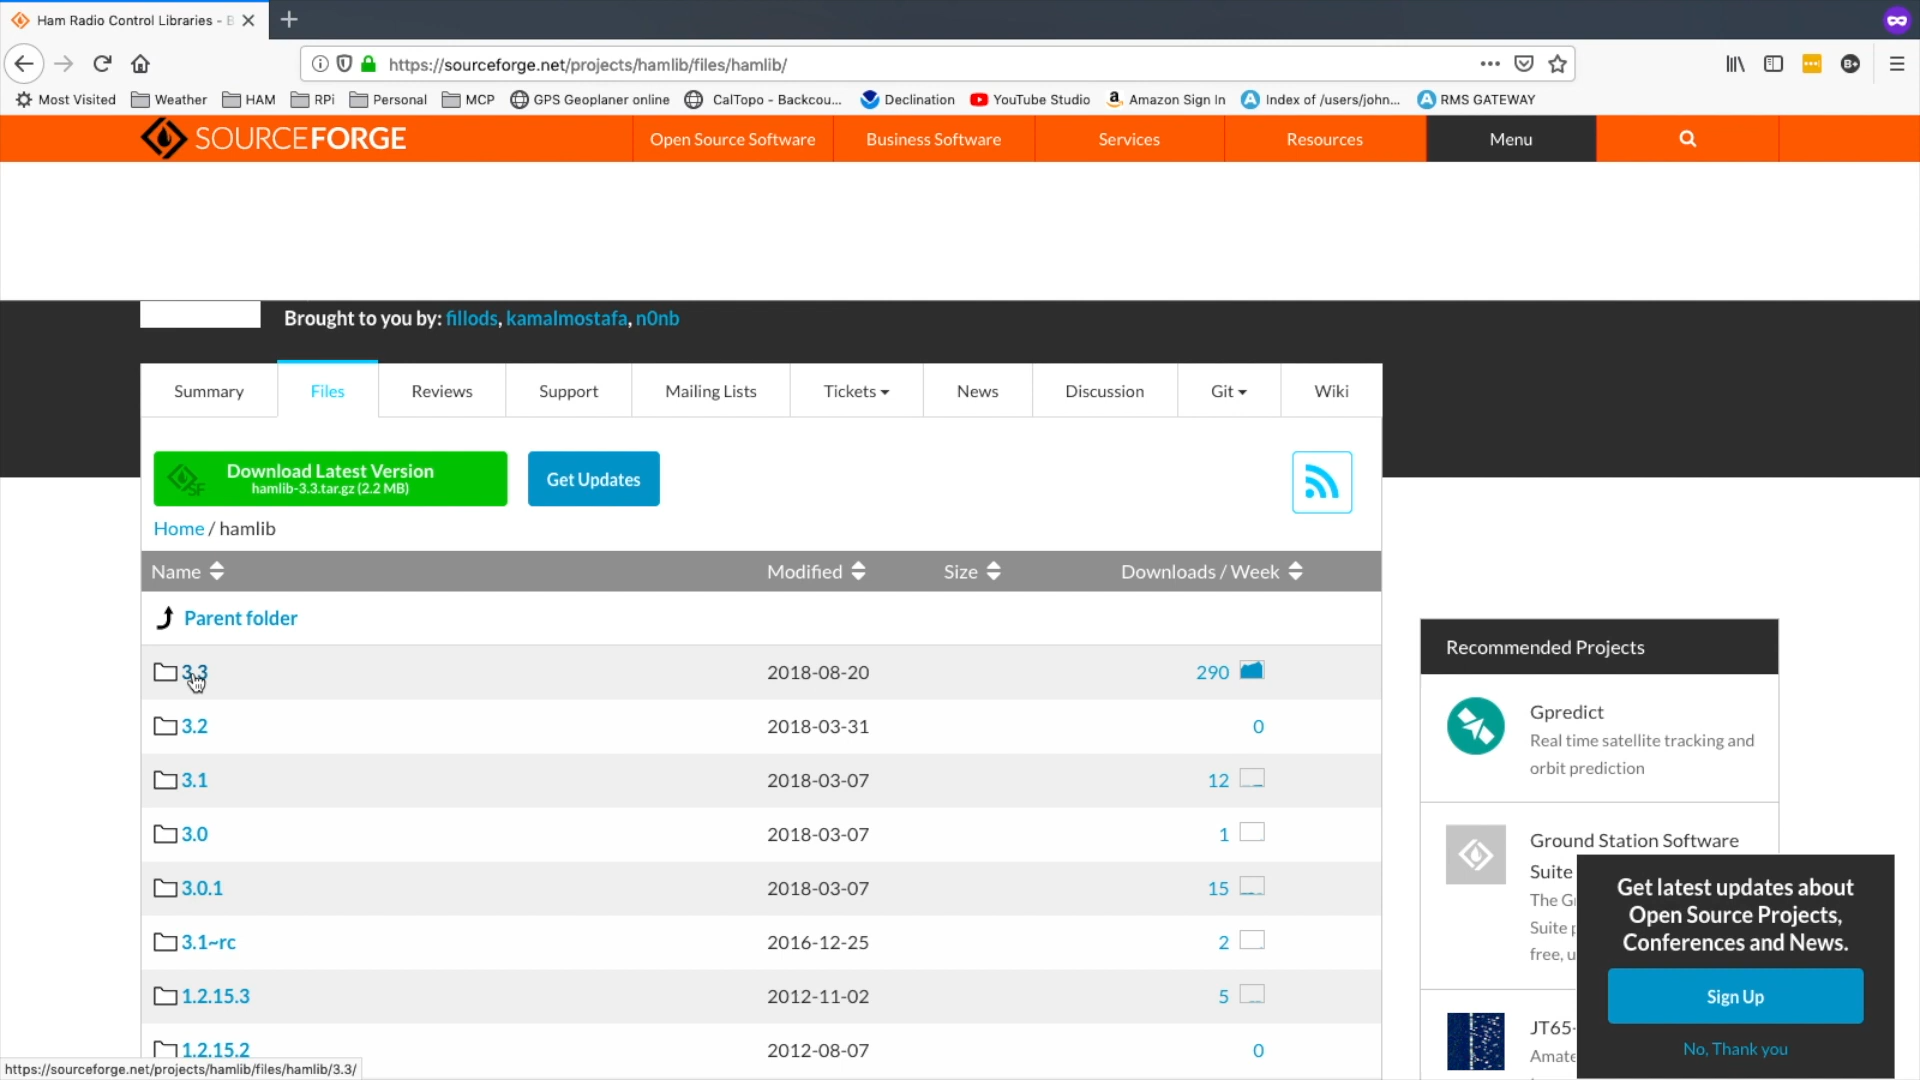 Ham Radio Control Libraries - B
https://sourceforge.net/projects/hamlib/files/hamlib/
Most Visited
Weather
HAM
RPi
Personal
MCP
GPS Geoplaner online
CalTopo - Backcou...
Declination
YouTube Studio
Amazon Sign In
Index of /users/john...
RMS GATEWAY
SOURCEFORGE
Open Source Software
Business Software
Services
Resources
Menu
Brought to you by: fillods, kamalmostafa, n0nb
Summary
Files
Reviews
Support
Mailing Lists
Tickets
News
Discussion
Git
Wiki
SF
Download Latest Version
hamlib-3.3.tar.gz (2.2 MB)
Get Updates
Home / hamlib
Name Modified Size Downloads / Week
Parent folder
3.3 2018-08-20 290
3.2 2018-03-31 0
3.1 2018-03-07 12
3.0 2018-03-07 1
3.0.1 2018-03-07 15
3.1~rc 2016-12-25 2
1.2.15.3 2012-11-02 5
1.2.15.2 2012-08-07 0
Recommended Projects
Gpredict
Real time satellite tracking and
orbit prediction
Ground Station Software
Suite
The G
Suite
free, u
JT65-
Amate
Get latest updates about
Open Source Projects,
Conferences and News.
Sign Up
No, Thank you
https://sourceforge.net/projects/hamlib/files/hamlib/3.3/